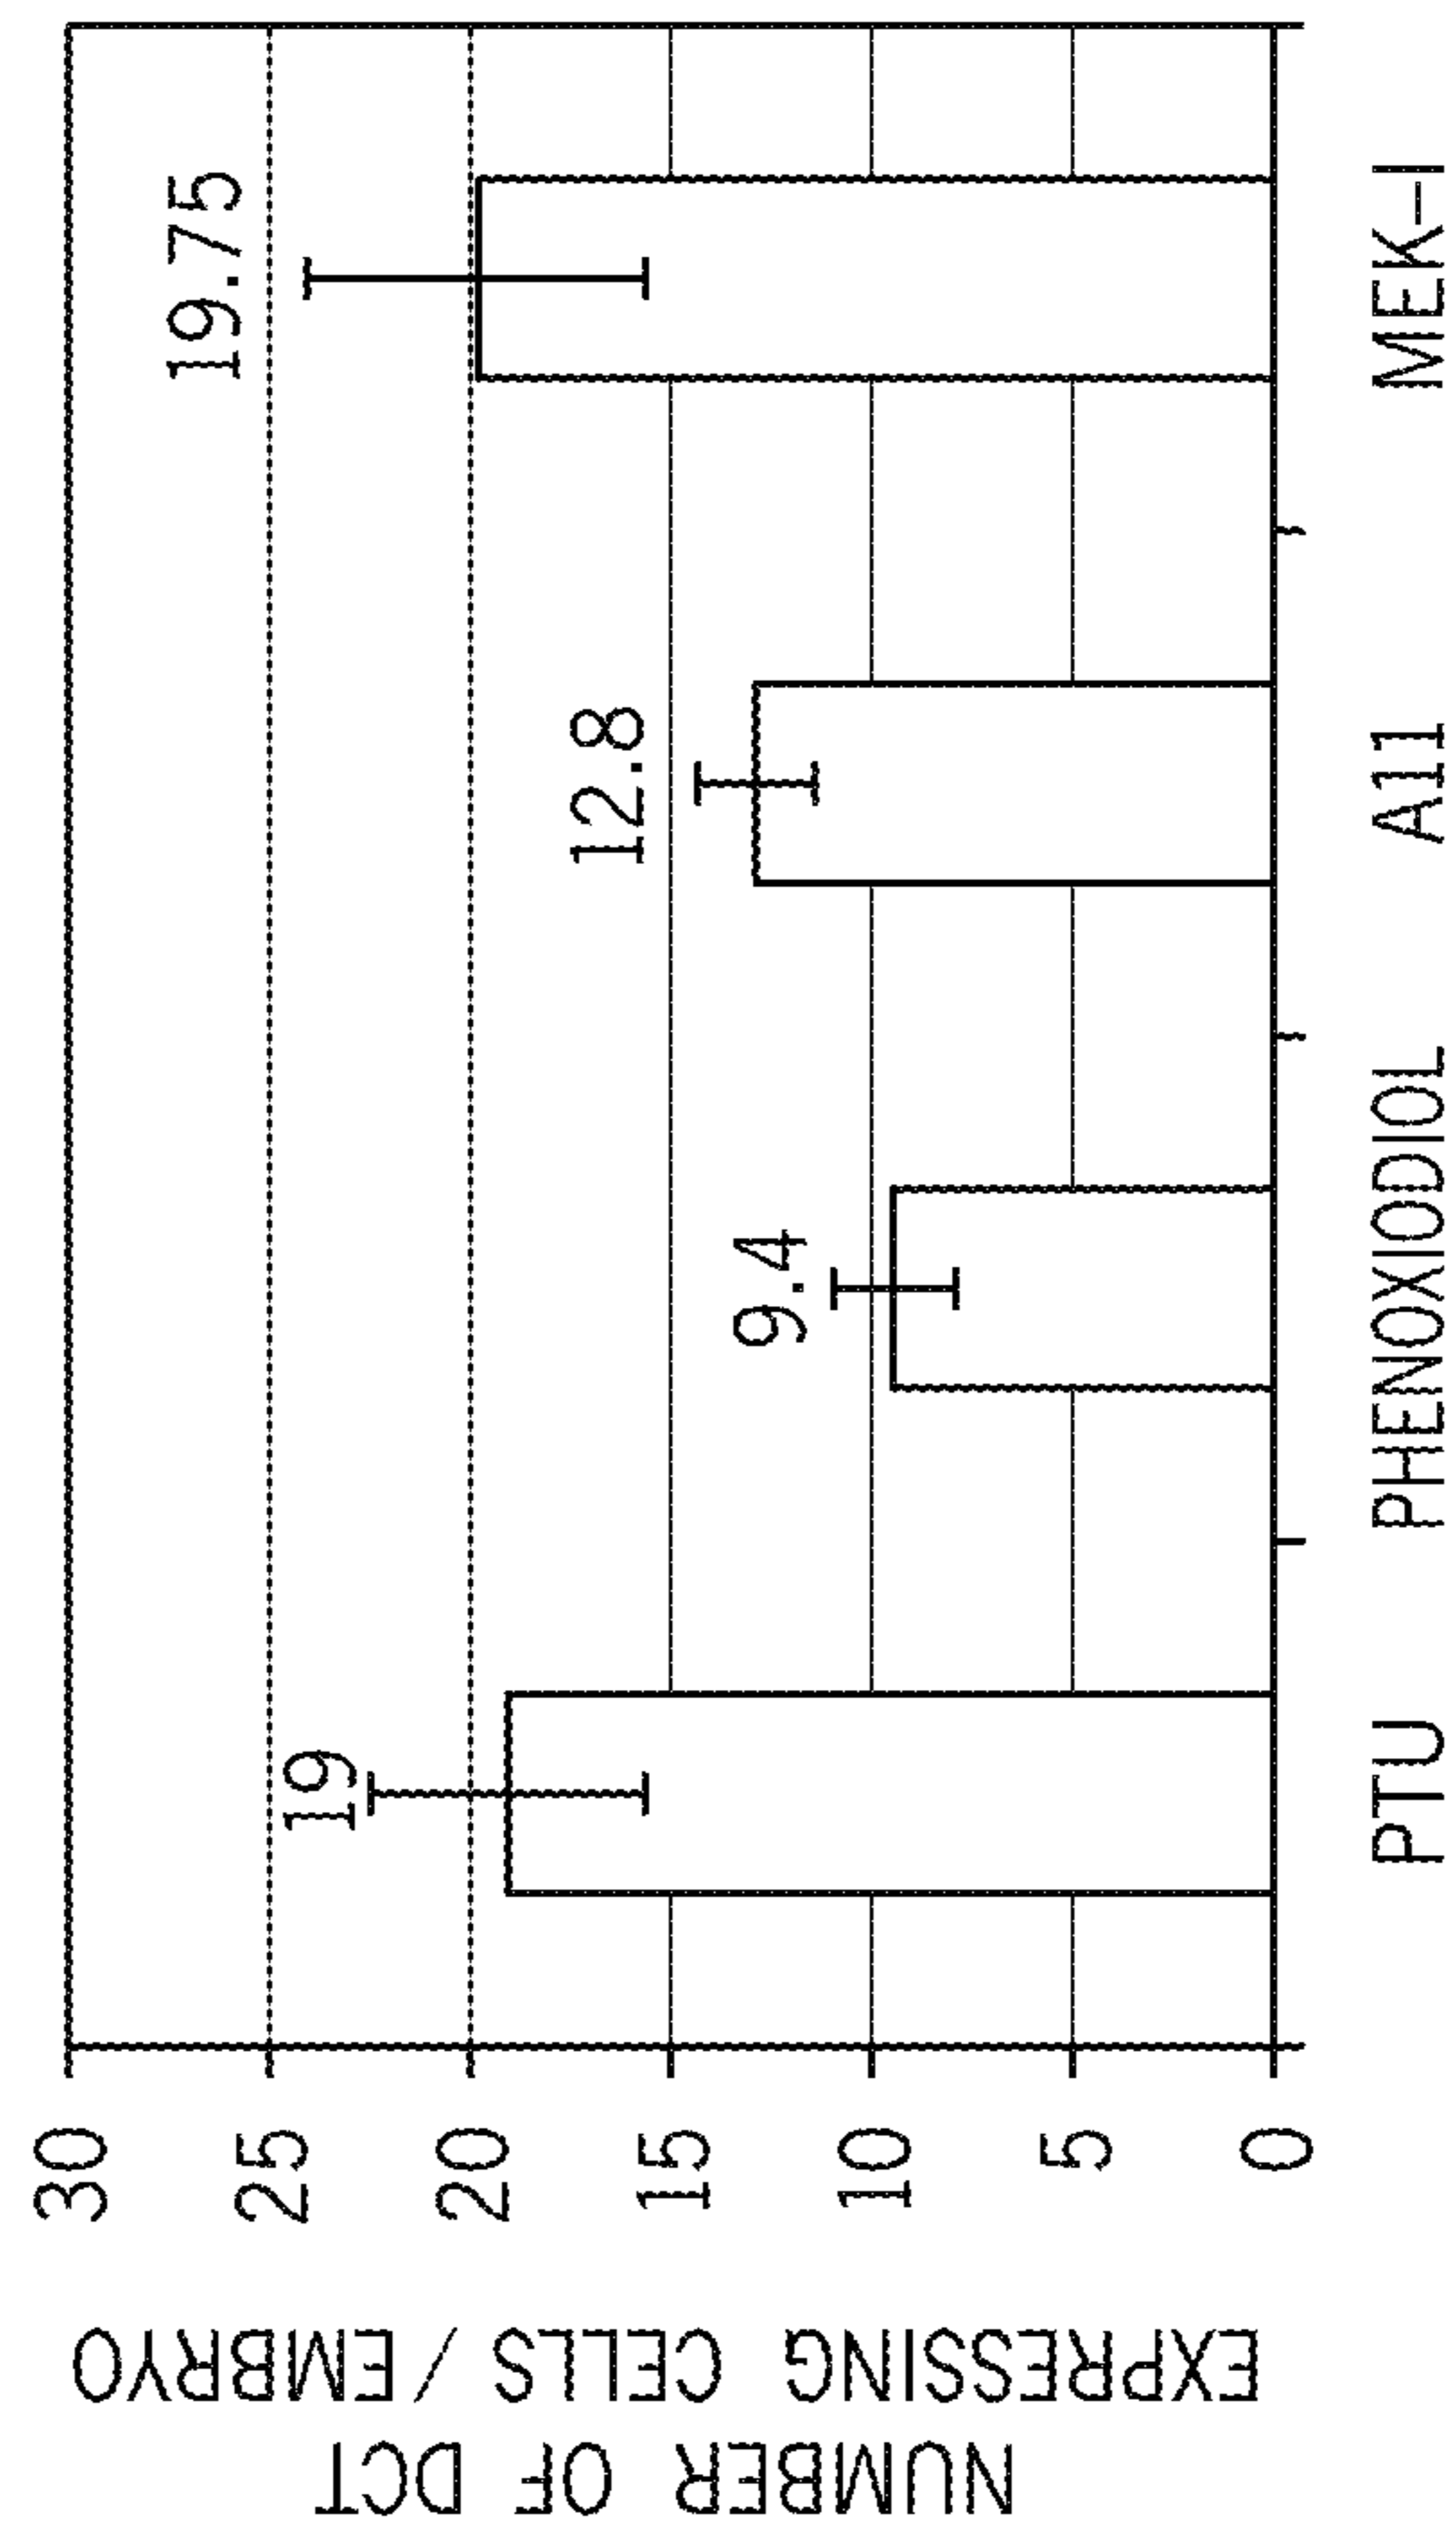 NUMBER OF DCT
EXPRESSING CELLS / EMBRYO
30
25
20
15
10
5
0
19
9.4
12.8
19.75
PTU
PHENOXIDIOL
A11
MEK-I